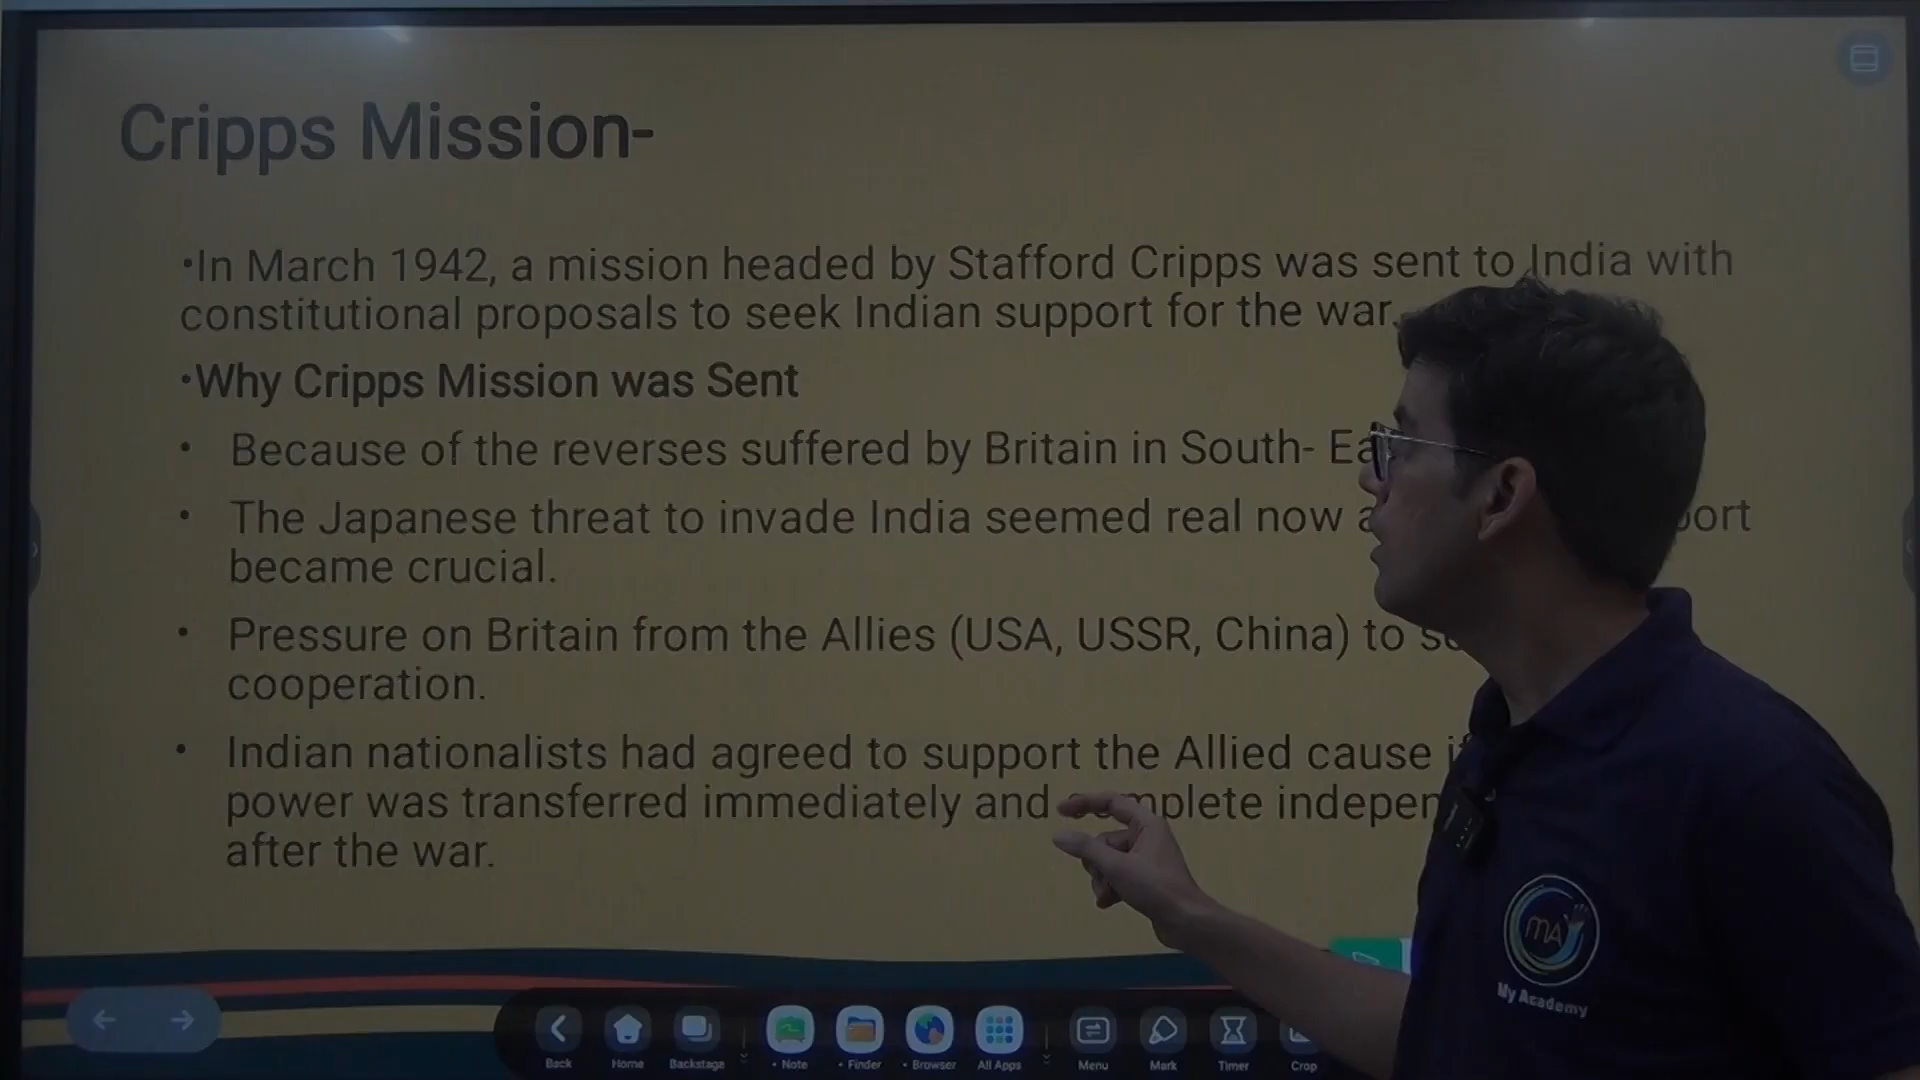 Cripps Mission-
•In March 1942, a mission headed by Stafford Cripps was sent to India with
constitutional proposals to seek Indian support for the war.
•Why Cripps Mission was Sent
• Because of the reverses suffered by Britain in South- Ea
• The Japanese threat to invade India seemed real now
became crucial.
• Pressure on Britain from the Allies (USA, USSR, China) to
cooperation.
• Indian nationalists had agreed to support the Allied cause
power was transferred immediately and complete indepen
after the war.
MA
My Academy
Back
Home
Backstage
• Note
• Finder
• Browser
All Apps
Menu
Mark
Timer
Crop